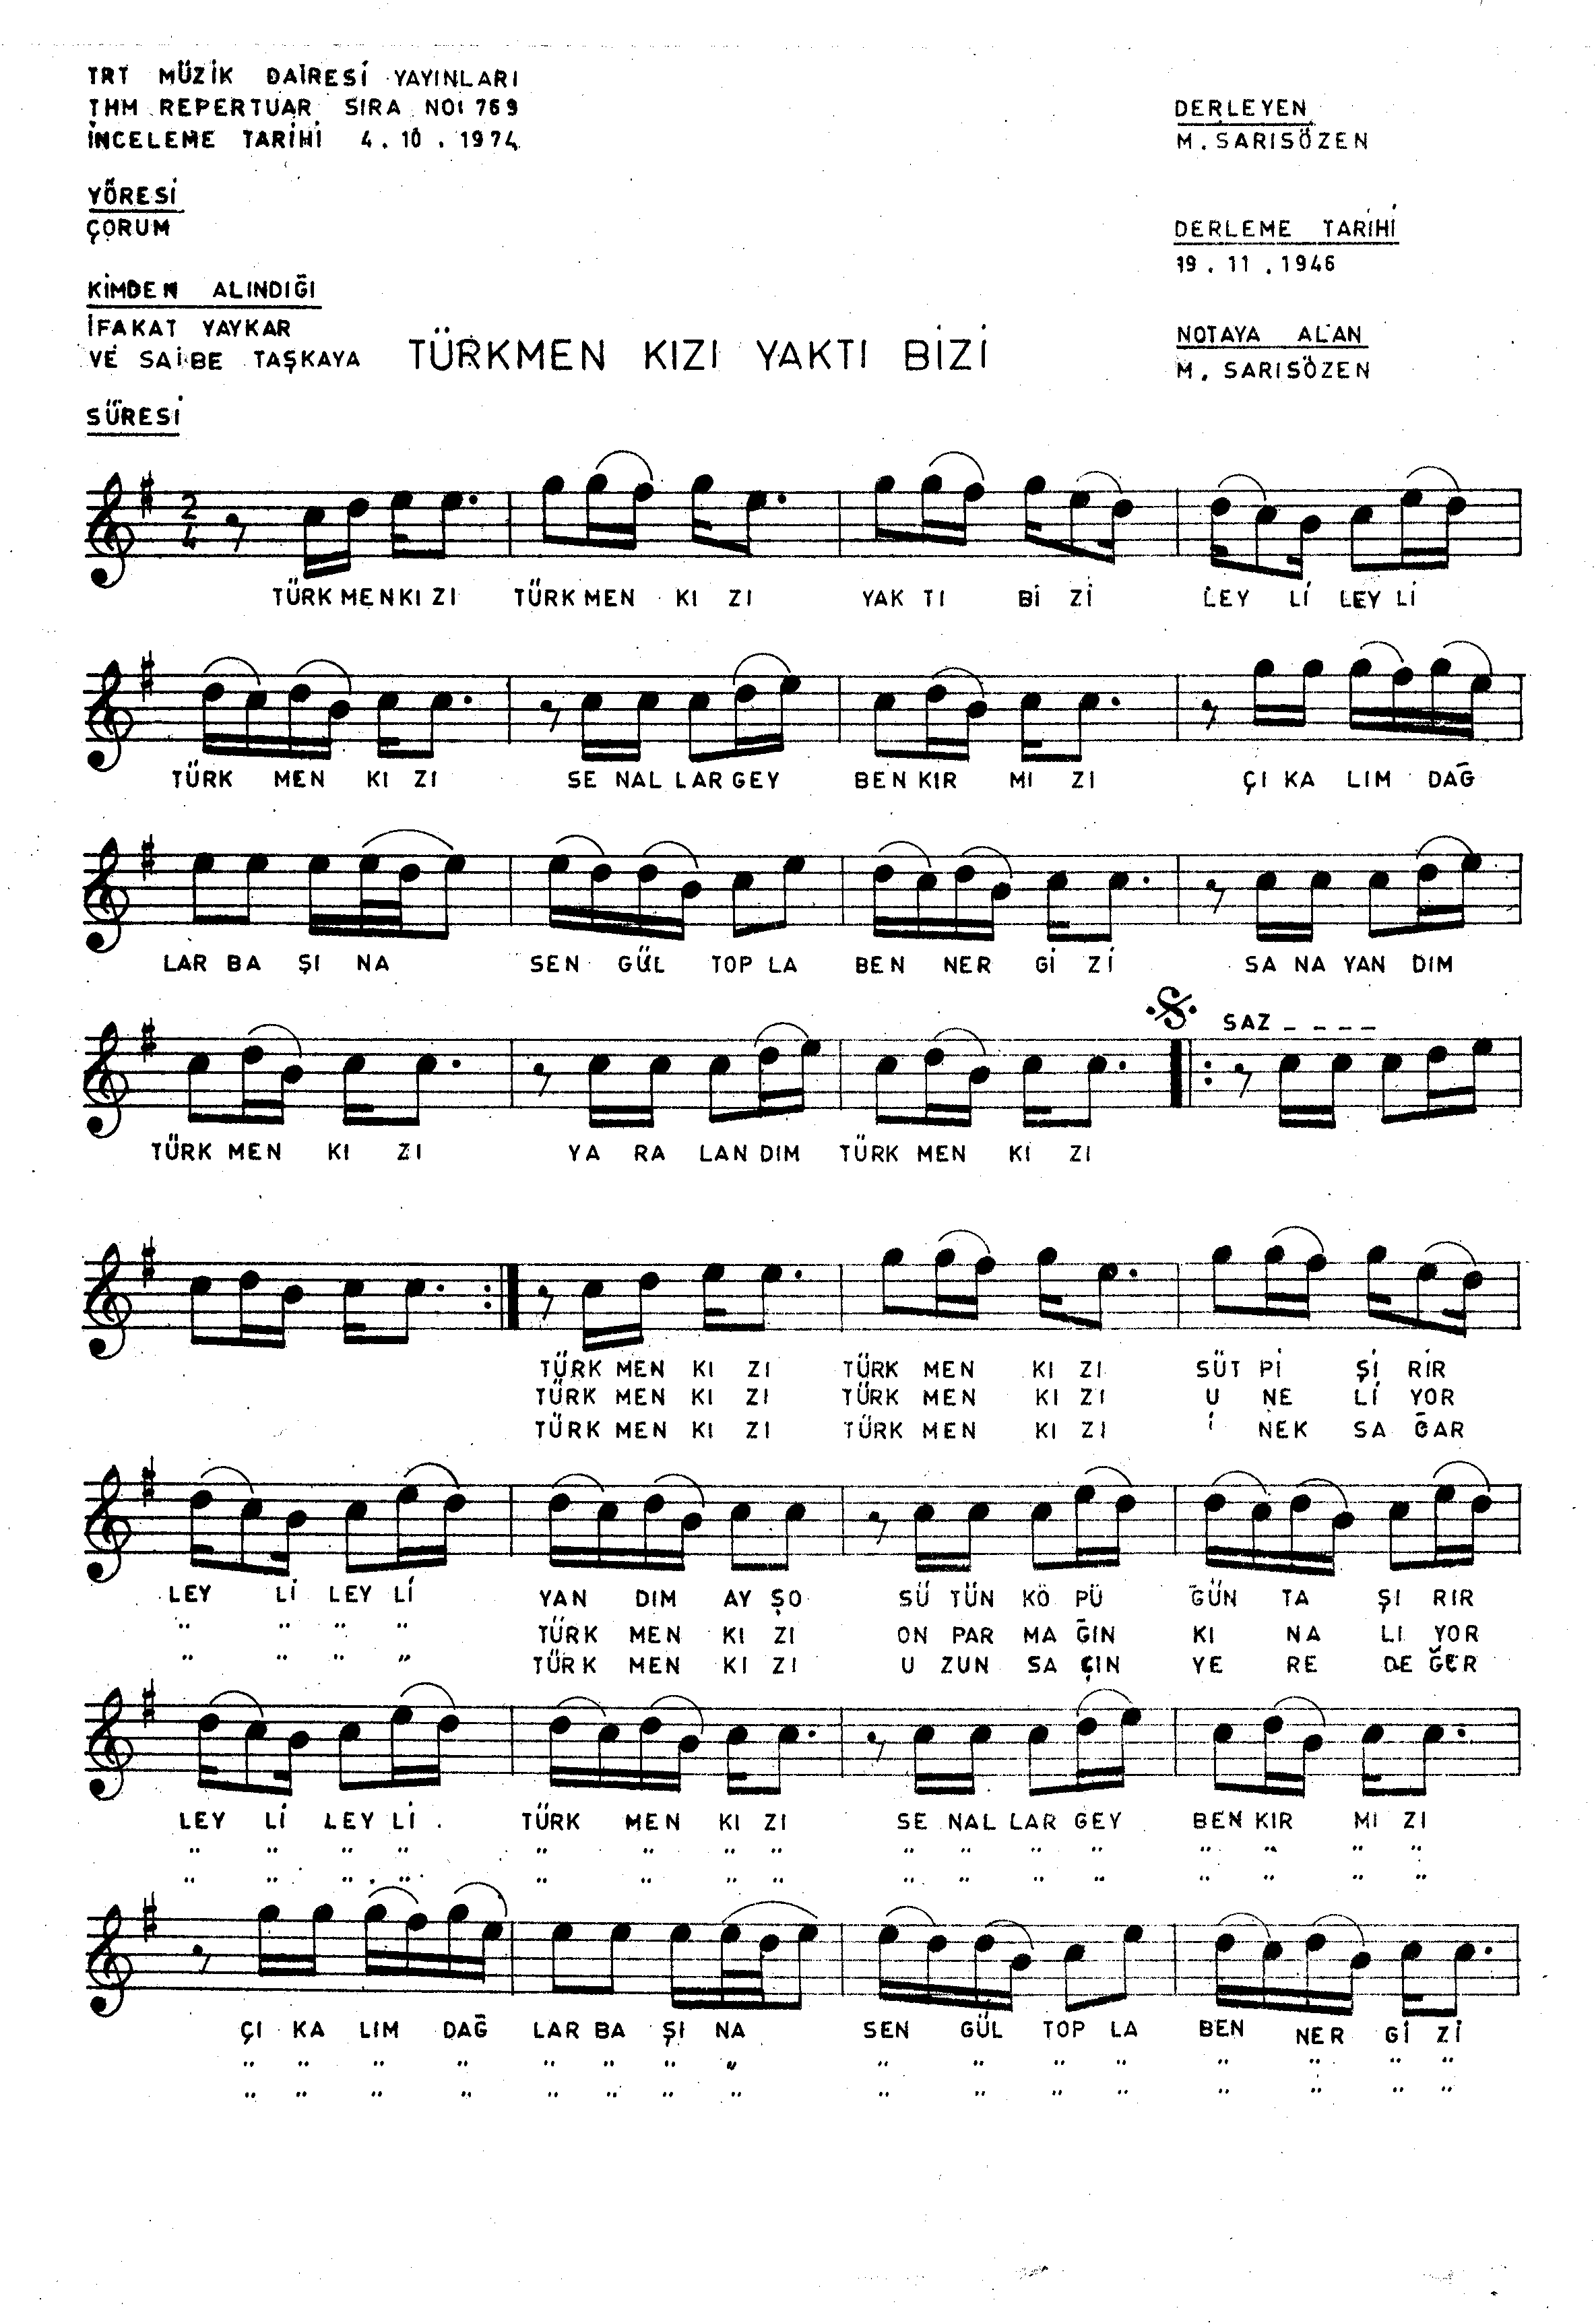 TRT MÜZİK DAİRESİ YAYINLARI
THM REPERTUAR SIRA NO: 769
İNCELEME TARİHİ 4.10.1974
DERLEYEN
M. SARISÖZEN
YÖRESİ
ÇORUM
DERLEME TARİHİ
19.11.1946
KİMDEN ALINDIĞI
İFAKAT YAYKAR
VE SAİBE TAŞKAYA
TÜRKMEN KIZI YAKTI BİZİ
NOTAYA ALAN
M. SARISÖZEN
SÜRESİ
2
4
TÜRK MEN KI ZI TÜRK MEN KI ZI YAK TI Bİ Zİ LEY Lİ LEY Lİ
TÜRK MEN KI ZI SE NAL LAR GEY BEN KIR MI ZI ÇI KA LIM DAĞ
LAR BA ŞI NA SEN GÜL TOP LA BEN NER Gİ Zİ SA NA YAN DIM
SAZ _ _ _ _
TÜRK MEN KI ZI YA RA LAN DIM TÜRK MEN KI ZI
TÜRK MEN KI ZI TÜRK MEN KI ZI SÜT Pİ Şİ RİR
TÜRK MEN KI ZI TÜRK MEN KI ZI U NE Lİ YOR
TÜRK MEN KI ZI TÜRK MEN KI ZI İ NEK SA ĞAR
LEY Lİ LEY Lİ YAN DIM AY ŞO SÜ TÜN KÖ PÜ ĞÜN TA ŞI RIR
" " " " TÜRK MEN KI ZI ON PAR MA ĞIN KI NA LI YOR
" " " " TÜRK MEN KI ZI U ZUN SA ÇIN YE RE DE ĞER
LEY Lİ LEY Lİ. TÜRK MEN KI ZI SE NAL LAR GEY BEN KIR MI ZI
" " " " " " " " " " " " " " " "
" " " " " " " " " " " " " " " "
ÇI KA LIM DAĞ LAR BA ŞI NA SEN GÜL TOP LA BEN NER Gİ Zİ
" " " " " " " " " " " " " " " "
" " " " " " " " " " " " " " " "